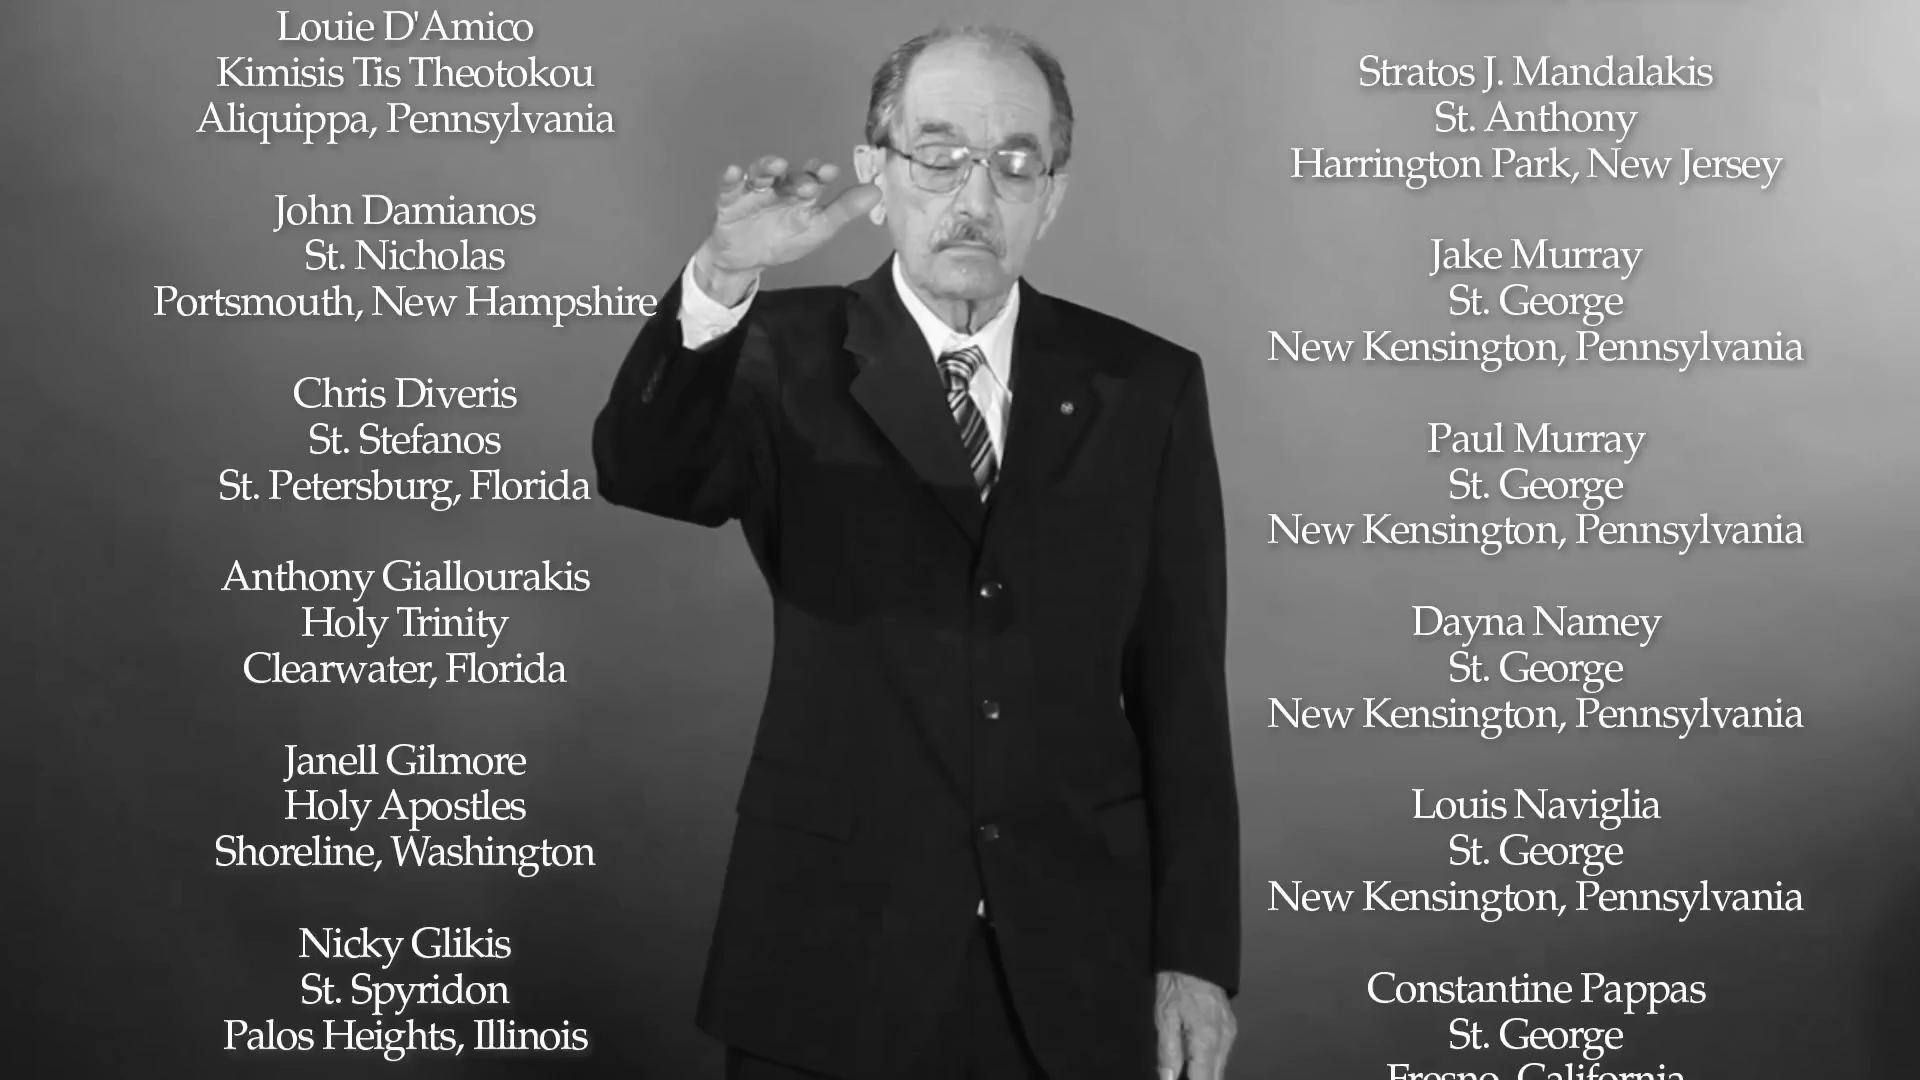 Louie D'Amico
Kimisis Tis Theotokou
Aliquippa, Pennsylvania
John Damianos
St. Nicholas
Portsmouth, New Hampshire
Chris Diveris
St. Stefanos
St. Petersburg, Florida
Anthony Giallourakis
Holy Trinity
Clearwater, Florida
Janell Gilmore
Holy Apostles
Shoreline, Washington
Nicky Glikis
St. Spyridon
Palos Heights, Illinois
Stratos J. Mandalakis
St. Anthony
Harrington Park, New Jersey
Jake Murray
St. George
New Kensington, Pennsylvania
Paul Murray
St. George
New Kensington, Pennsylvania
Dayna Namey
St. George
New Kensington, Pennsylvania
Louis Naviglia
St. George
New Kensington, Pennsylvania
Constantine Pappas
St. George
Fresno, California